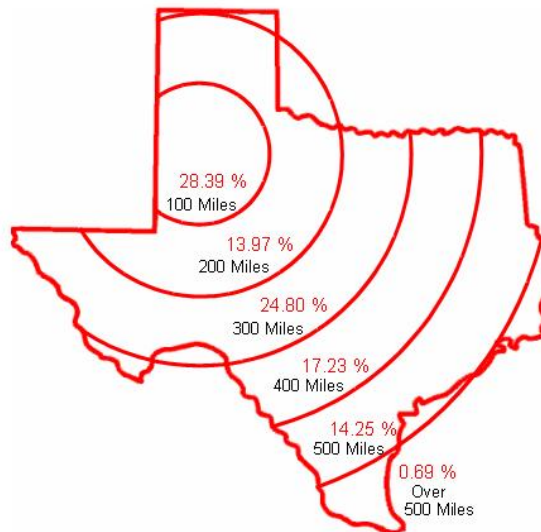 28.39 %
100 Miles
13.97 %
200 Miles
24.80 %
300 Miles
17.23 %
400 Miles
14.25 %
500 Miles
0.69 %
Over
500 Miles